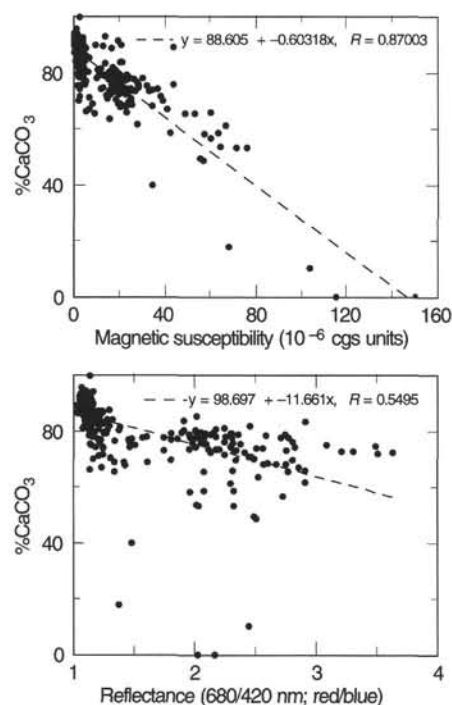 y = 88.605 + -0.60318x, R = 0.87003
80
40
0
%CaCO3
0 40 80 120 160
Magnetic susceptibility (10-6 cgs units)
y = 98.697 + -11.661x, R = 0.5495
80
40
0
%CaCO3
1 2 3 4
Reflectance (680/420 nm; red/blue)